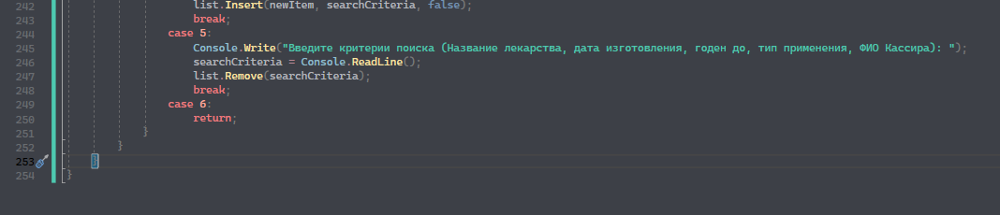 242 list.Insert(newItem, searchCriteria, false);
243 break;
244 case 5:
245 Console.Write("Введите критерии поиска (Название лекарства, дата изготовления, годен до, тип применения, ФИО Кассира): ");
246 searchCriteria = Console.ReadLine();
247 list.Remove(searchCriteria);
248 break;
249 case 6:
250 return;
251 }
252 }
253 }
254 }